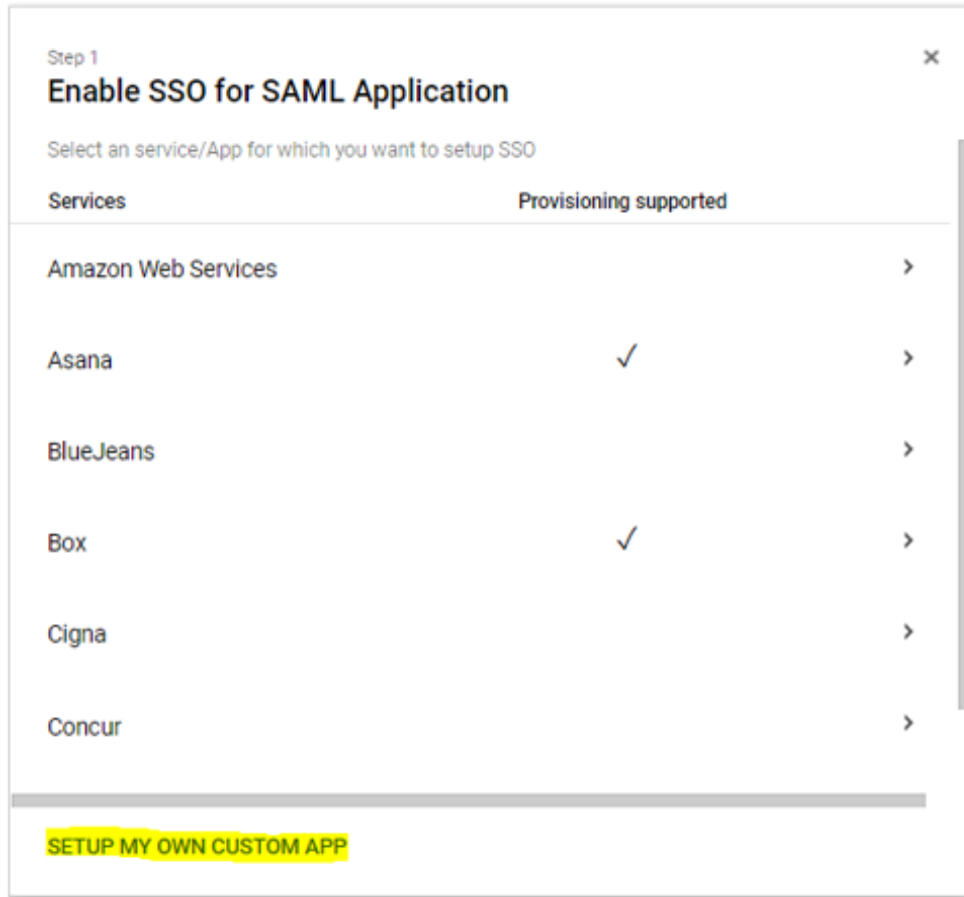 Step 1
Enable SSO for SAML Application
Select an service/App for which you want to setup SSO
Services Provisioning supported
Amazon Web Services
Asana ✓
BlueJeans
Box ✓
Cigna
Concur
SETUP MY OWN CUSTOM APP